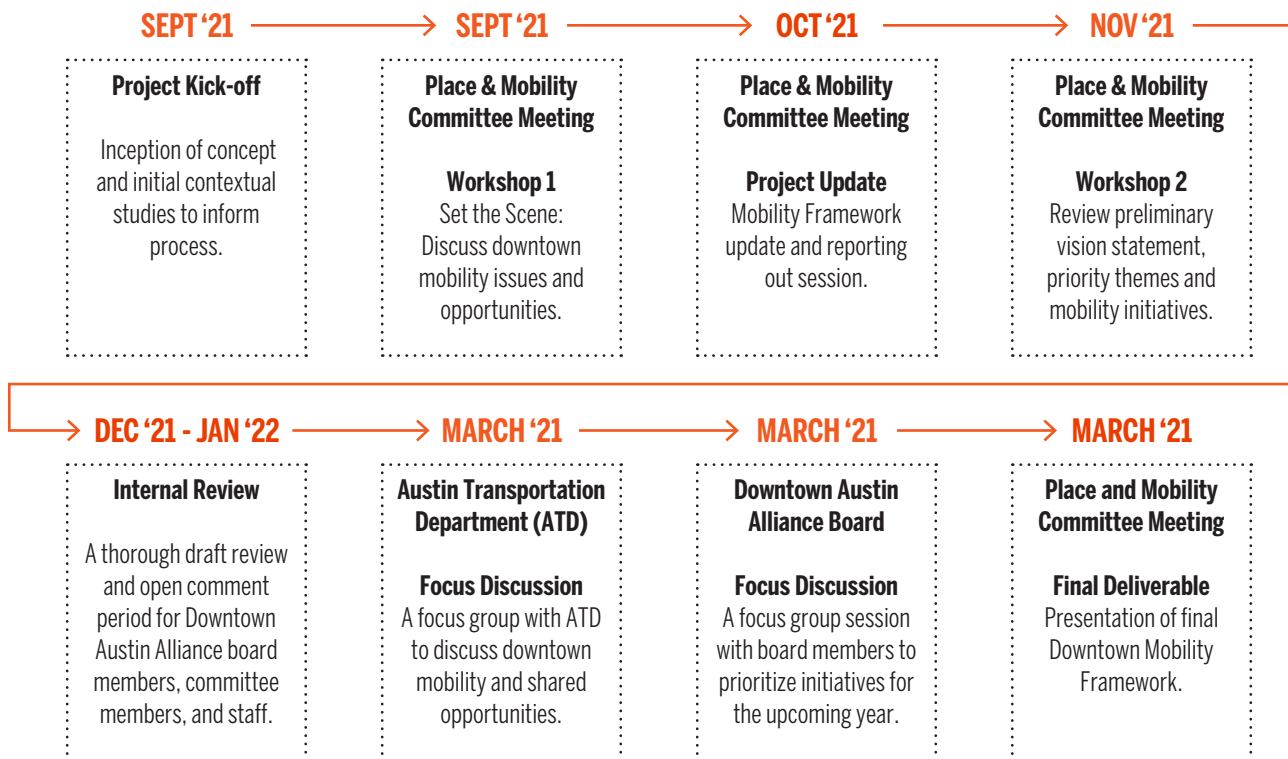 SEPT ‘21
Project Kick-off
Inception of concept
and initial contextual
studies to inform
process.
SEPT ‘21
Place & Mobility
Committee Meeting
Workshop 1
Set the Scene:
Discuss downtown
mobility issues and
opportunities.
OCT ‘21
Place & Mobility
Committee Meeting
Project Update
Mobility Framework
update and reporting
out session.
NOV ‘21
Place & Mobility
Committee Meeting
Workshop 2
Review preliminary
vision statement,
priority themes and
mobility initiatives.
DEC ‘21 - JAN ‘22
Internal Review
A thorough draft review
and open comment
period for Downtown
Austin Alliance board
members, committee
members, and staff.
MARCH ‘21
Austin Transportation
Department (ATD)
Focus Discussion
A focus group with ATD
to discuss downtown
mobility and shared
opportunities.
MARCH ‘21
Downtown Austin
Alliance Board
Focus Discussion
A focus group session
with board members to
prioritize initiatives for
the upcoming year.
MARCH ‘21
Place and Mobility
Committee Meeting
Final Deliverable
Presentation of final
Downtown Mobility
Framework.